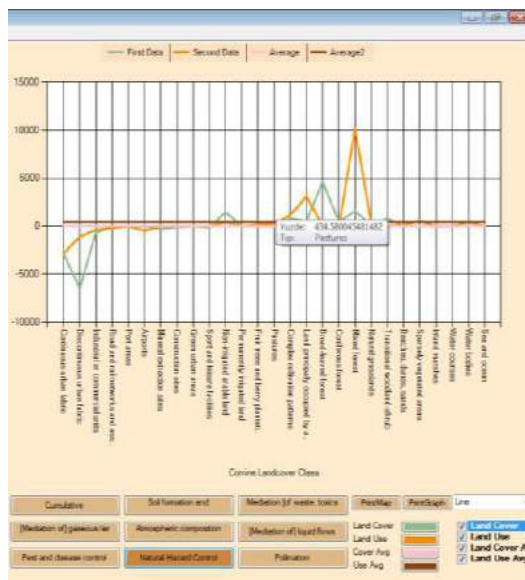 First Data Second Data Average Average2
15000
10000
5000
0
-5000
-10000
Yuzde: 434.580045481482
Tip: Pastures
Continuous urban fabric
Discontinuous urban fabric
Industrial or commercial units
Road and rail networks and ass...
Port areas
Airports
Mineral extraction sites
Construction sites
Green urban areas
Sport and leisure facilities
Non-irrigated arable land
Permanently irrigated land
Fruit trees and berry plantati...
Pastures
Complex cultivation patterns
Land principally occupied by a...
Broad-leaved forest
Coniferous forest
Mixed forest
Natural grasslands
Transitional woodland shrub
Beaches, dunes, sands
Sparsely vegetated areas
Inland marshes
Water courses
Water bodies
Sea and ocean
Corrine Landcover Class
Cumulative
Soil formation and
Mediation [of] waste, toxics
PrintMap
PrintGraph
Line
[Mediation of] gaseous/air
Atmospheric composition
[Mediation of] liquid flows
Pest and disease control
Natural Hazard Control
Pollination
Land Cover
Land Use
Cover Avg
Use Avg
Land Cover
Land Use
Land Cover A
Land Use Avg